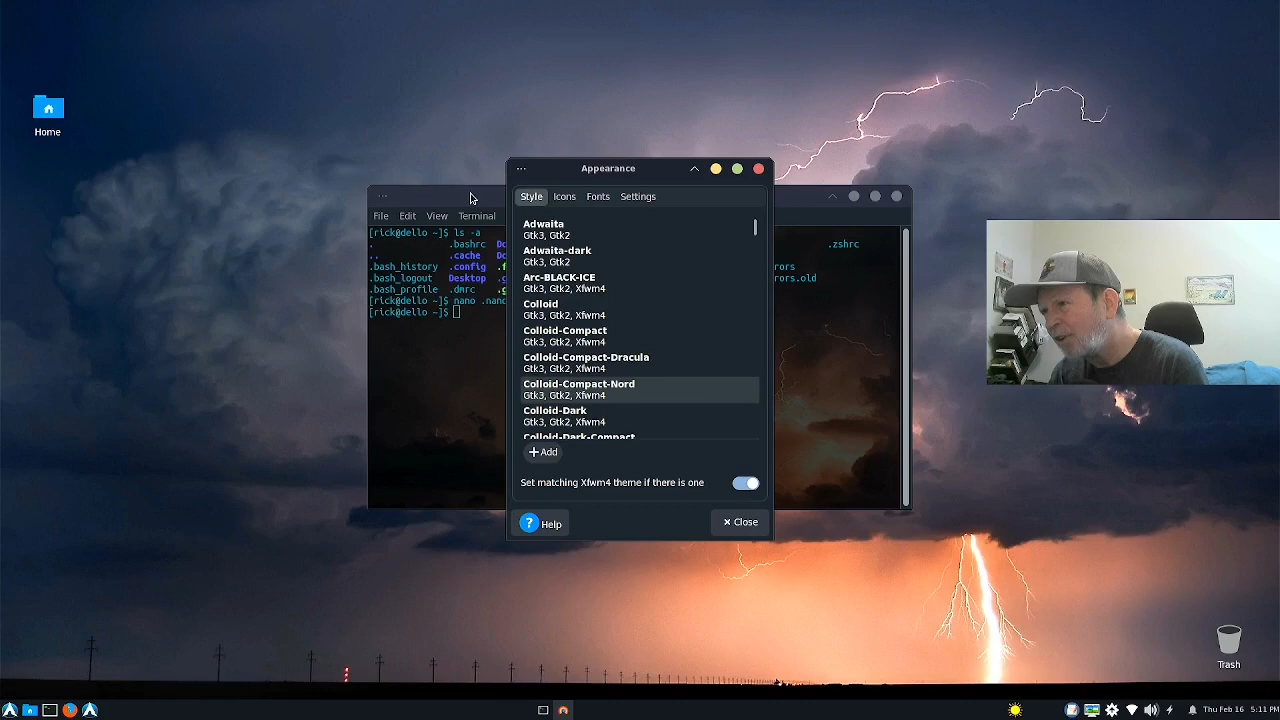 Home
Appearance
Style Icons Fonts Settings
Adwaita
Gtk3, Gtk2
Adwaita-dark
Gtk3, Gtk2
Arc-BLACK-ICE
Gtk3, Gtk2, Xfwm4
Colloid
Gtk3, Gtk2, Xfwm4
Colloid-Compact
Gtk3, Gtk2, Xfwm4
Colloid-Compact-Dracula
Gtk3, Gtk2, Xfwm4
Colloid-Compact-Nord
Gtk3, Gtk2, Xfwm4
Colloid-Dark
Gtk3, Gtk2, Xfwm4
Colloid-Dark-Compact
+ Add
Set matching Xfwm4 theme if there is one
? Help
× Close
File Edit View Terminal
[rick@dello ~]$ ls -a
. .bashrc .zshrc
.. .cache
.bash_history .config
.bash_logout Desktop
.bash_profile .dmrc
[rick@dello ~]$ nano
[rick@dello ~]$
Trash
Thu Feb 16 5:11 PM